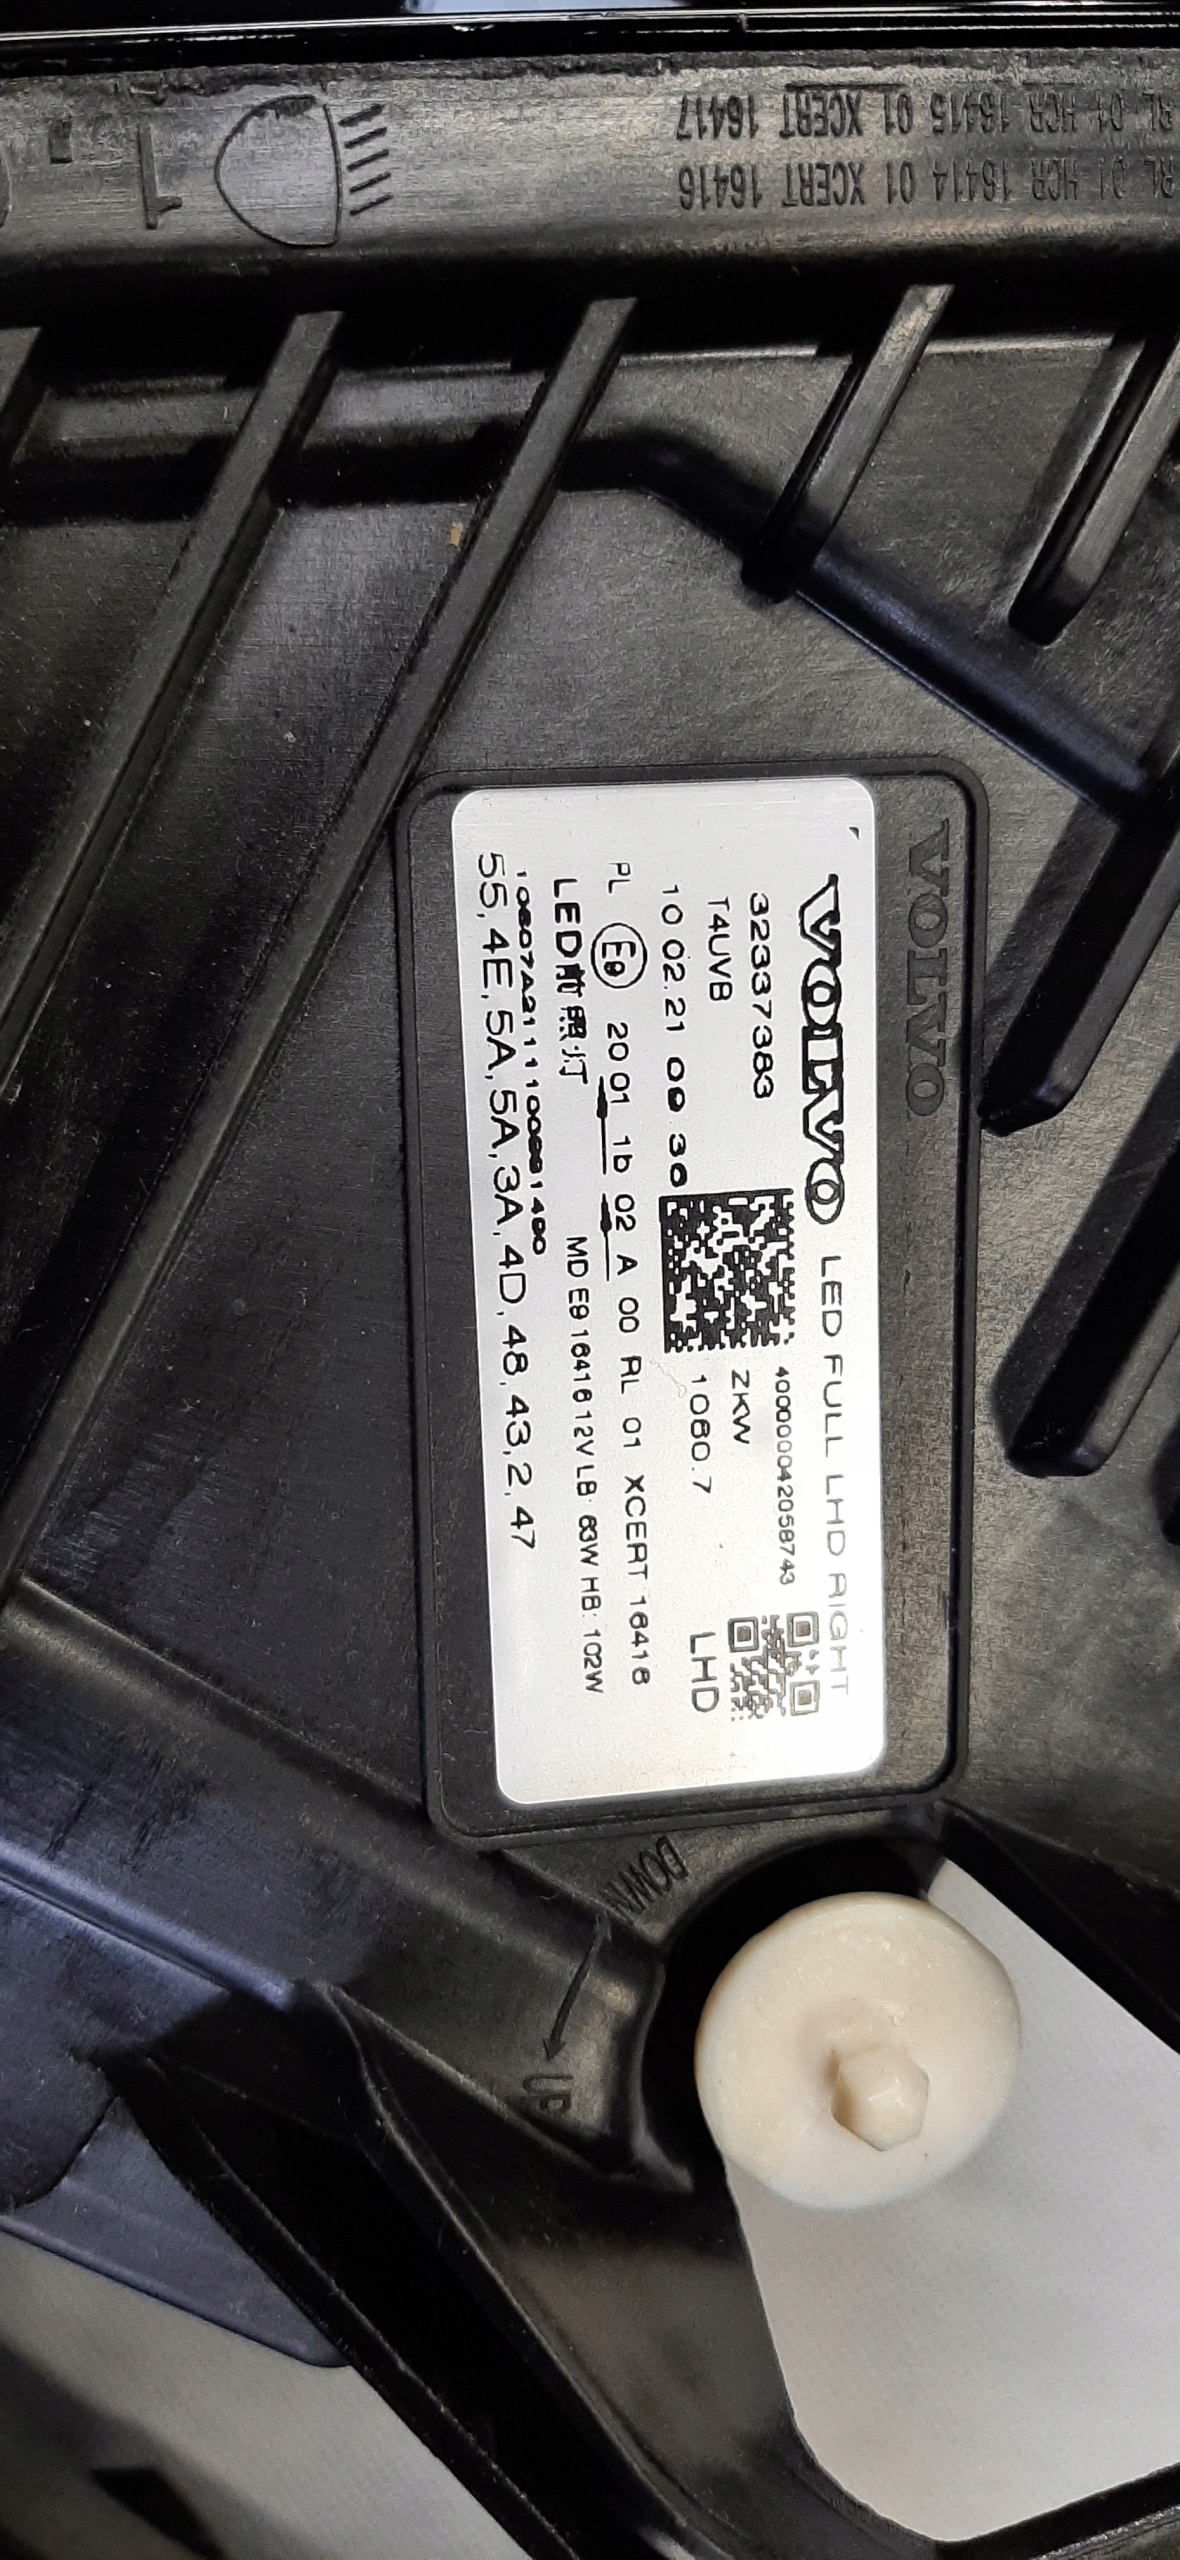 RL 01 HCR 16414 01 XCERT 16416
RL 01 HCR 16415 01 XCERT 16417
VOLVO
VOLVO LED FULL LHD RIGHT
32337383 400000042058743
T4UVB ZKW
10.02.21 09:30 1060.7 LHD
PL E9 20 01 1b 02 A 00 RL 01 XCERT 16416
LED前照灯 MD E9 16416 12V LB: 63W HB: 102W
55,4E,5A,5A,3A,4D,48,43,2,47
DOWN
UP